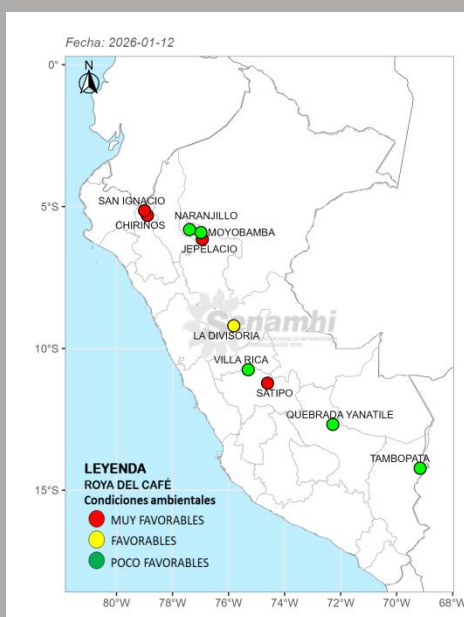 Fecha: 2026-01-12
N
0°
5°S
10°S
15°S
SAN IGNACIO
CHIRINOS
NARANJILLO
MOYOBAMBA
JEPELACIO
Senamhi
LA DIVISORIA
VILLA RICA
SATIPO
QUEBRADA YANATILE
TAMBOPATA
LEYENDA
ROYA DEL CAFÉ
Condiciones ambientales
MUY FAVORABLES
FAVORABLES
POCO FAVORABLES
80°W 78°W 76°W 74°W 72°W 70°W 68°W